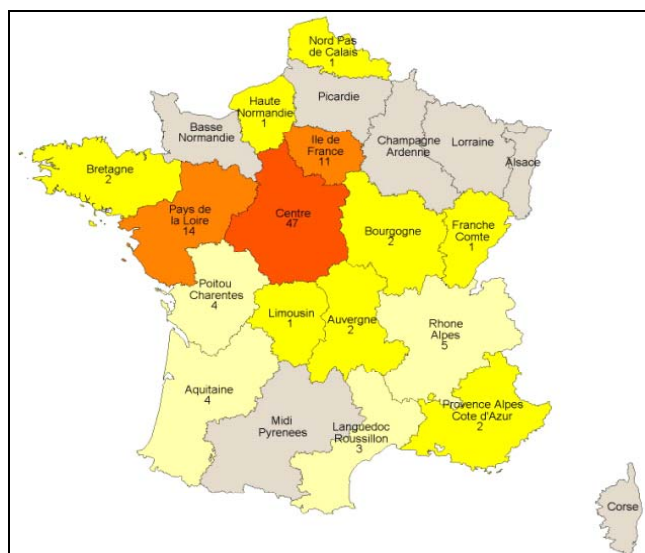 Nord Pas
de Calais
1
Picardie
Haute
Normandie
1
Basse
Normandie
Ile de
France
11
Champagne
Ardenne
Lorraine
Alsace
Bretagne
2
Pays de
la Loire
14
Centre
47
Bourgogne
2
Franche
Comte
1
Poitou
Charentes
4
Limousin
1
Auvergne
2
Rhone
Alpes
5
Aquitaine
4
Midi
Pyrenees
Languedoc
Roussillon
3
Provence Alpes
Cote d'Azur
2
Corse